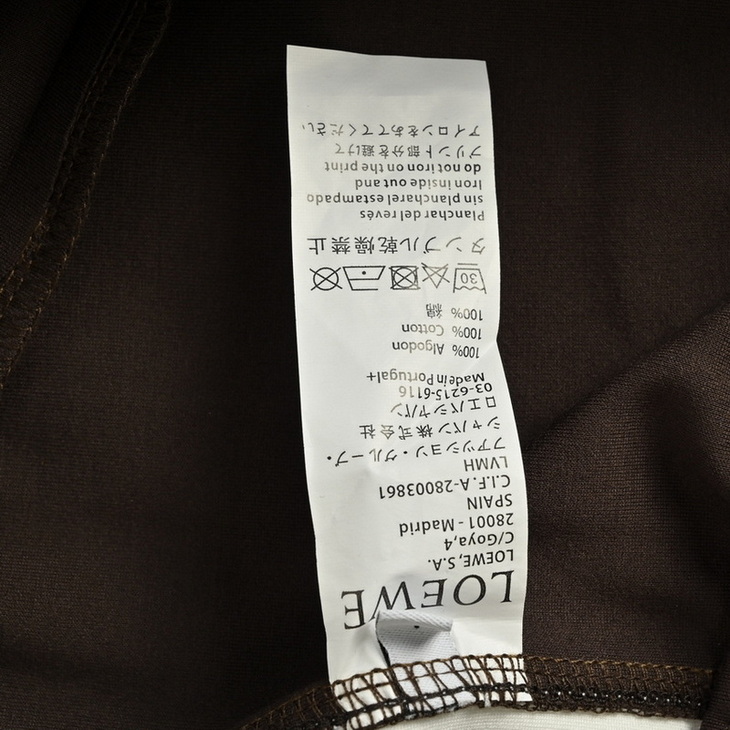 LOEWE
LOEWE,S.A.
C/Goya,4
28001 - Madrid
SPAIN
C.I.F.A-28003861
LVMH
ファッション・グループ・
ジャパン株式会社
ロエベジャパン
03-6215-6116
Made in Portugal+
100% Algodon
100% Cotton
100% 綿
30
タンブル乾燥禁止
Planchar del revés
sin planchar el estampado
Iron inside out and
do not iron on the print
プリント部分を避けて
アイロンをあててください